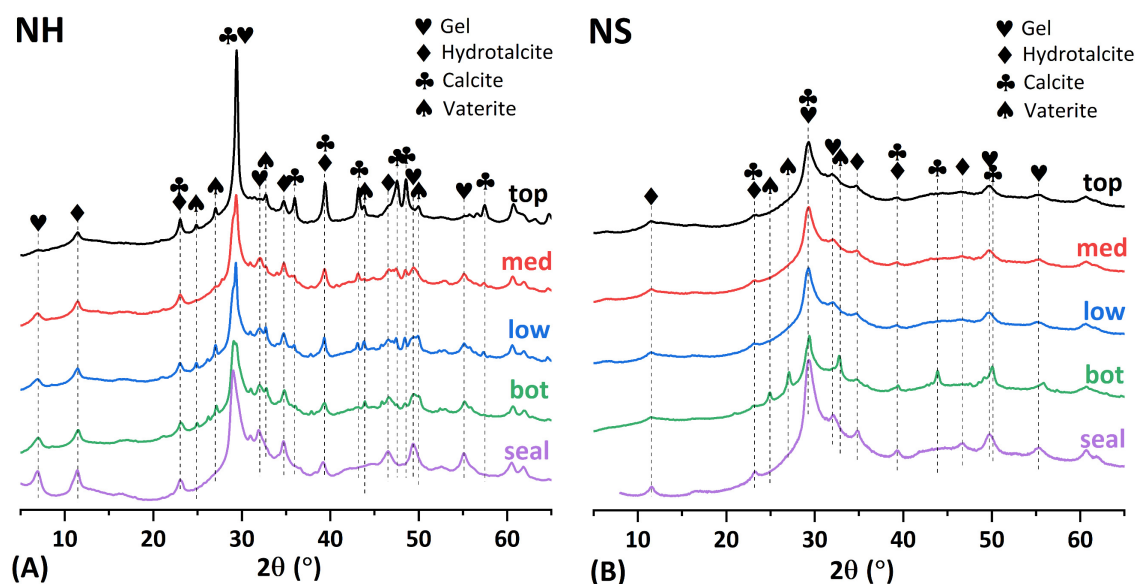 NH
♥ Gel
♦ Hydrotalcite
♣ Calcite
♠ Vaterite
top
med
low
bot
seal
10 20 30 40 50 60
2θ (°)
(A)
NS
♥ Gel
♦ Hydrotalcite
♣ Calcite
♠ Vaterite
top
med
low
bot
seal
10 20 30 40 50 60
2θ (°)
(B)